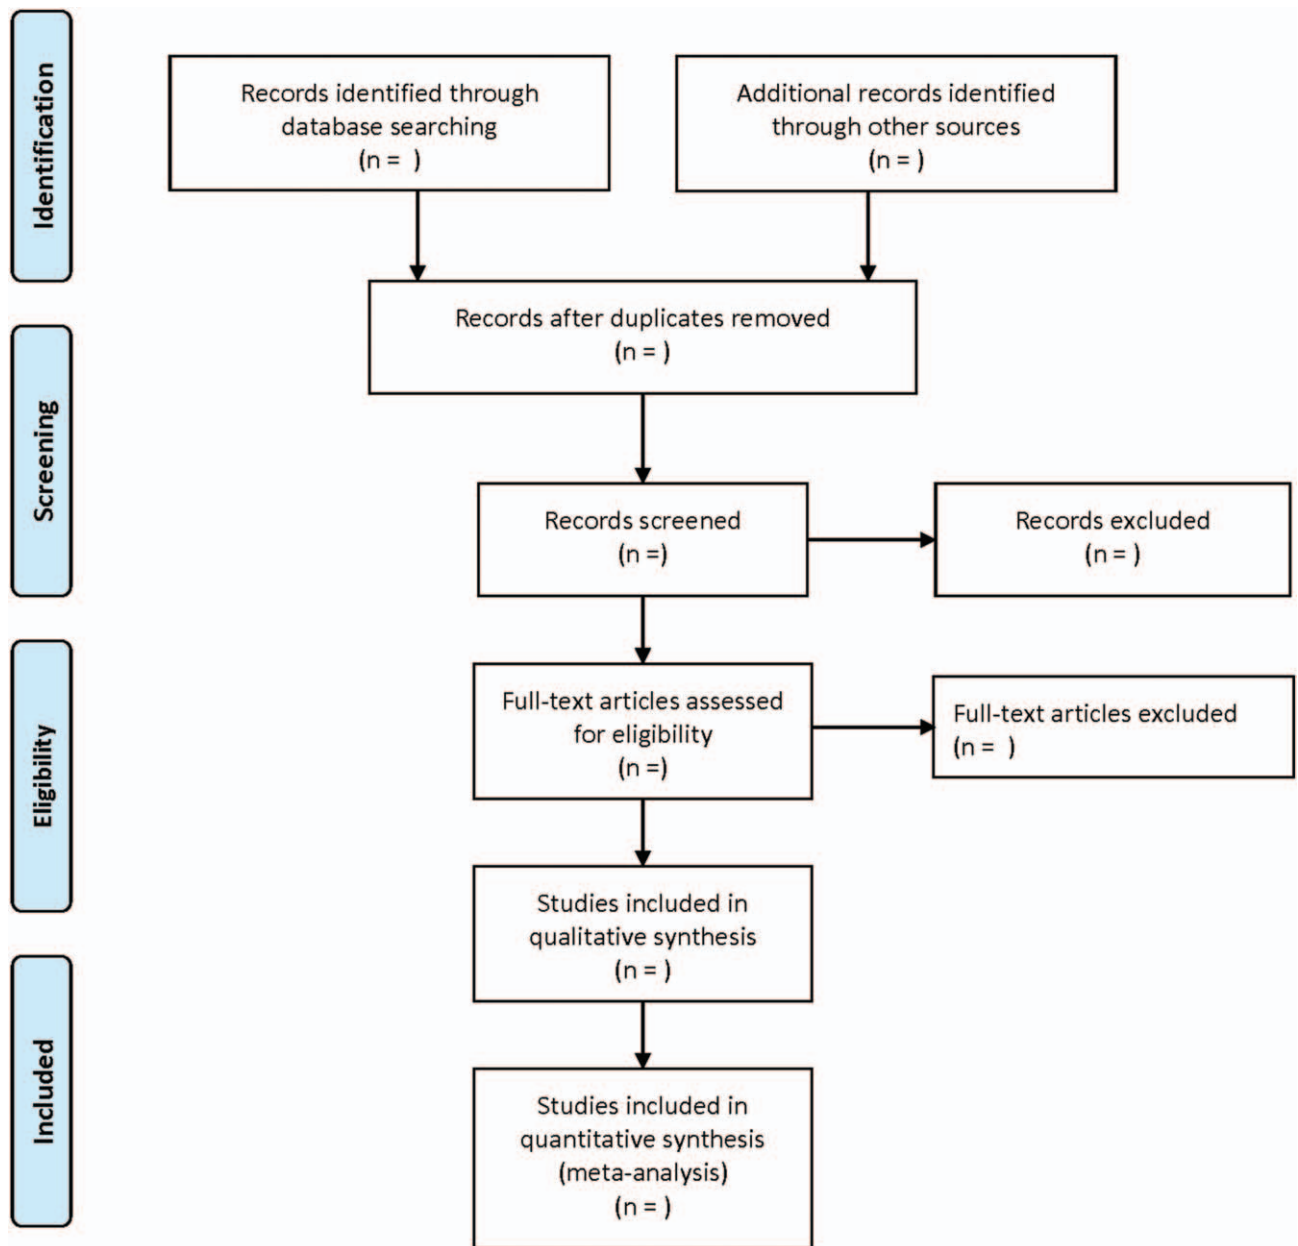 Identification
Records identified through
database searching
(n =  )
Additional records identified
through other sources
(n =  )
Records after duplicates removed
(n = )
Screening
Records screened
(n =)
Records excluded
(n = )
Eligibility
Full-text articles assessed
for eligibility
(n =)
Full-text articles excluded
(n =  )
Studies included in
qualitative synthesis
(n = )
Included
Studies included in
quantitative synthesis
(meta-analysis)
(n = )